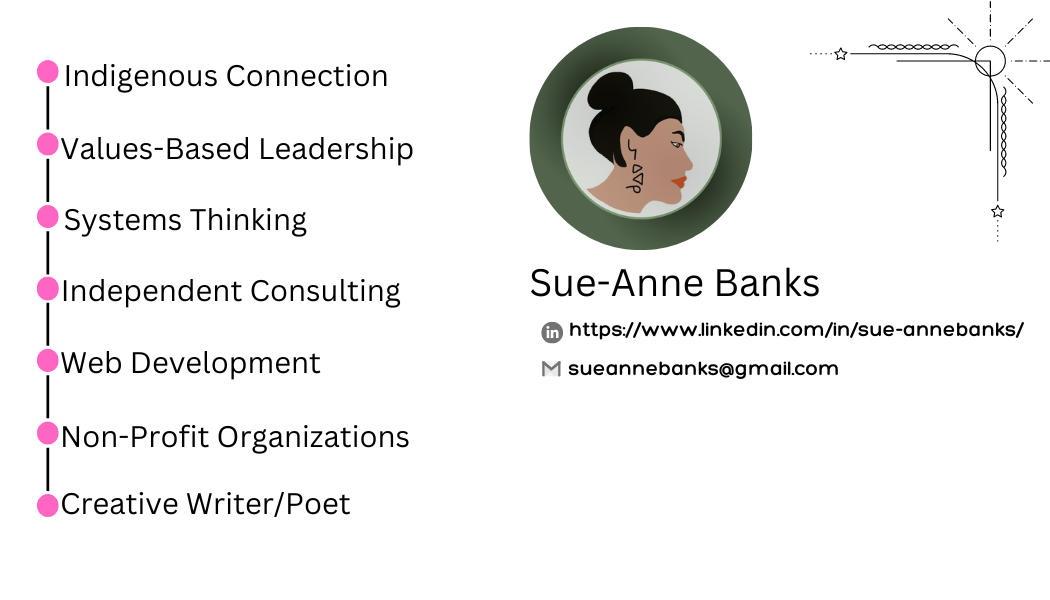 Indigenous Connection
Values-Based Leadership
Systems Thinking
Independent Consulting
Web Development
Non-Profit Organizations
Creative Writer/Poet
Sue-Anne Banks
in https://www.linkedin.com/in/sue-annebanks/
sueannebanks@gmail.com